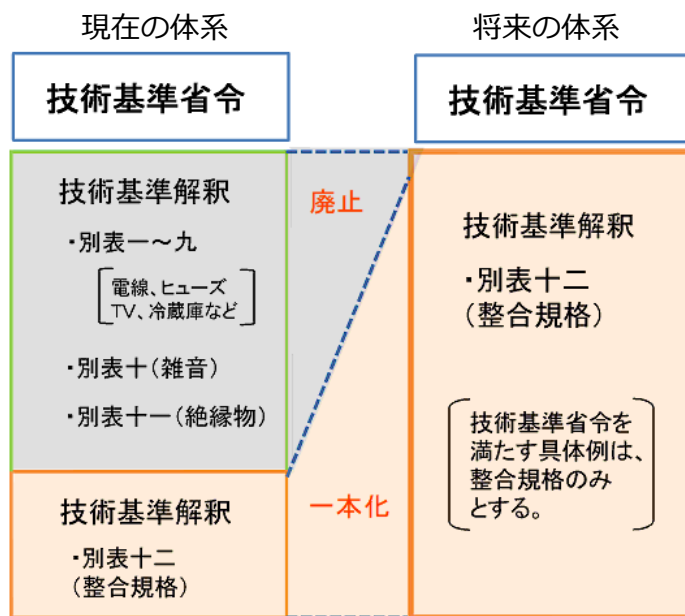 現在の体系
技術基準省令
技術基準解釈
・別表一～九
電線、ヒューズ
TV、冷蔵庫など
・別表十(雑音)
・別表十一(絶縁物)
技術基準解釈
・別表十二
(整合規格)
廃止
一本化
将来の体系
技術基準省令
技術基準解釈
・別表十二
(整合規格)
技術基準省令を
満たす具体例は、
整合規格のみ
とする。